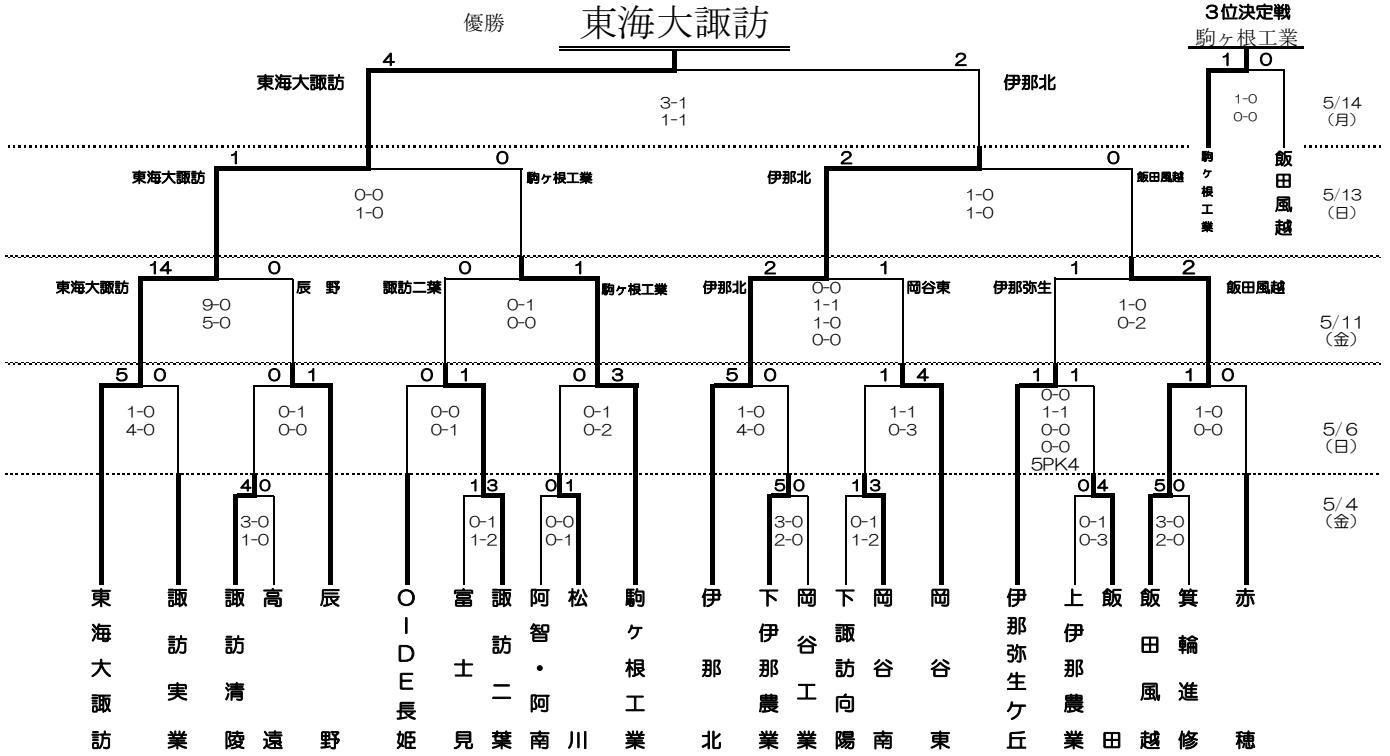 優勝 東海大諏訪
3位決定戦
駒ヶ根工業
4 2 1 0
東海大諏訪 伊那北
3-1
1-1
1-0
0-0
5/14
(月)
駒ヶ根工業 飯田風越
1 0 2 0
東海大諏訪 駒ヶ根工業 伊那北 飯田風越
0-0
1-0
1-0
1-0
5/13
(日)
14 0 0 1 2 1 1 2
東海大諏訪 辰野 諏訪二葉 駒ヶ根工業 伊那北 岡谷東 伊那弥生 飯田風越
9-0
5-0
0-1
0-0
0-0
1-1
1-0
0-0
1-0
0-2
5/11
(金)
5 0 0 1 0 1 0 3 5 0 1 4 1 1 1 0
1-0
4-0
0-1
0-0
0-0
0-1
0-1
0-2
1-0
4-0
1-1
0-3
0-0
1-1
0-0
0-0
5PK4
1-0
0-0
5/6
(日)
4 0 1 3 0 1 5 0 1 3 0 4 5 0
3-0
1-0
0-1
1-2
0-0
0-1
3-0
2-0
0-1
1-2
0-1
0-3
3-0
2-0
5/4
(金)
東海大諏訪
諏訪実業
諏訪清陵
高遠
辰野
OIDE長姫
富士見
諏訪二葉
阿智・阿南
松川
駒ヶ根工業
伊那北
下伊那農業
岡谷工業
下諏訪向陽
岡谷南
岡谷東
伊那弥生ケ丘
上伊那農業
飯田
飯田風越
箕輪進修
赤穂